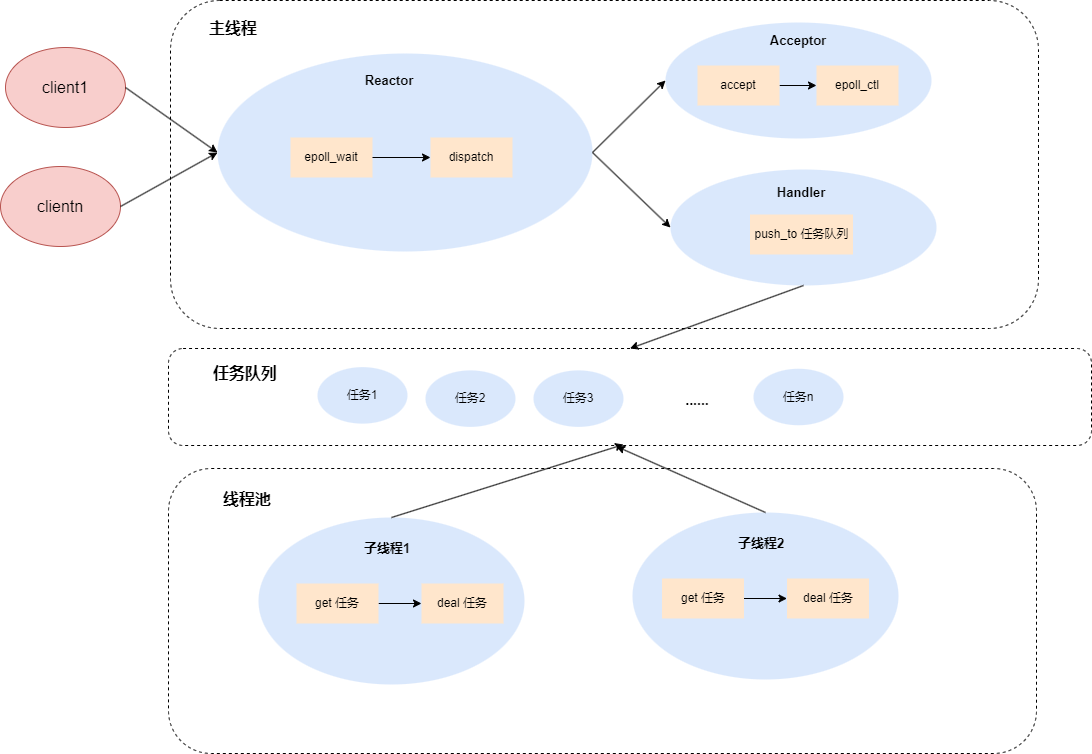 主线程
client1
clientn
Reactor
epoll_wait
dispatch
Acceptor
accept
epoll_ctl
Handler
push_to 任务队列
任务队列
任务1
任务2
任务3
......
任务n
线程池
子线程1
get 任务
deal 任务
子线程2
get 任务
deal 任务